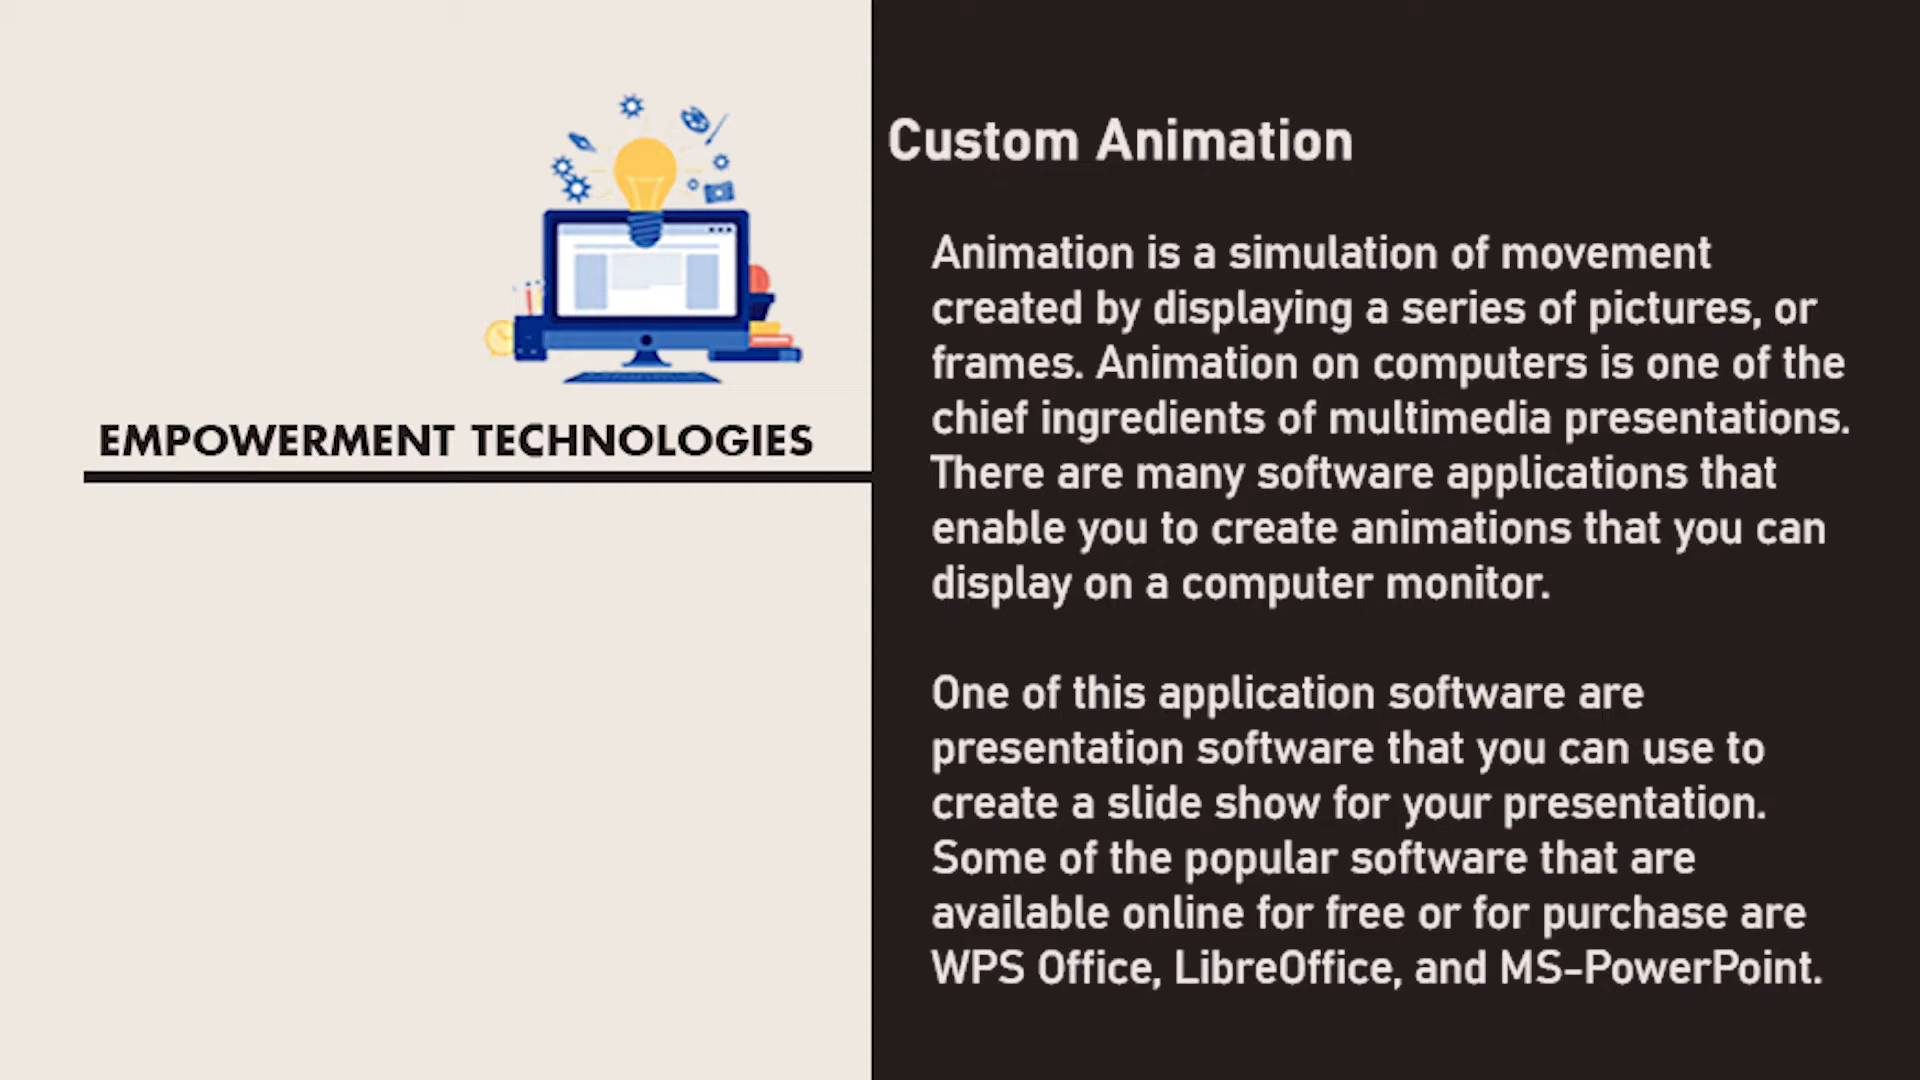 EMPOWERMENT TECHNOLOGIES
Custom Animation
Animation is a simulation of movement
created by displaying a series of pictures, or
frames. Animation on computers is one of the
chief ingredients of multimedia presentations.
There are many software applications that
enable you to create animations that you can
display on a computer monitor.
One of this application software are
presentation software that you can use to
create a slide show for your presentation.
Some of the popular software that are
available online for free or for purchase are
WPS Office, LibreOffice, and MS-PowerPoint.